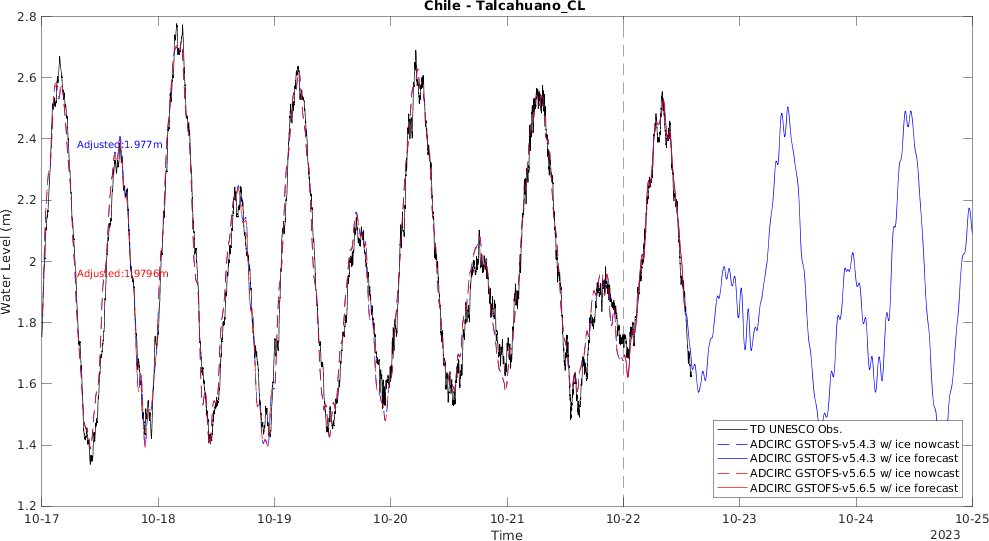 Chile - Talcahuano_CL
2.8
2.6
2.4
2.2
2
1.8
1.6
1.4
1.2
Water Level (m)
Adjusted:1.977m
Adjusted:1.9796m
TD UNESCO Obs.
ADCIRC GSTOFS-v5.4.3 w/ ice nowcast
ADCIRC GSTOFS-v5.4.3 w/ ice forecast
ADCIRC GSTOFS-v5.6.5 w/ ice nowcast
ADCIRC GSTOFS-v5.6.5 w/ ice forecast
10-17 10-18 10-19 10-20 10-21 10-22 10-23 10-24 10-25
Time
2023